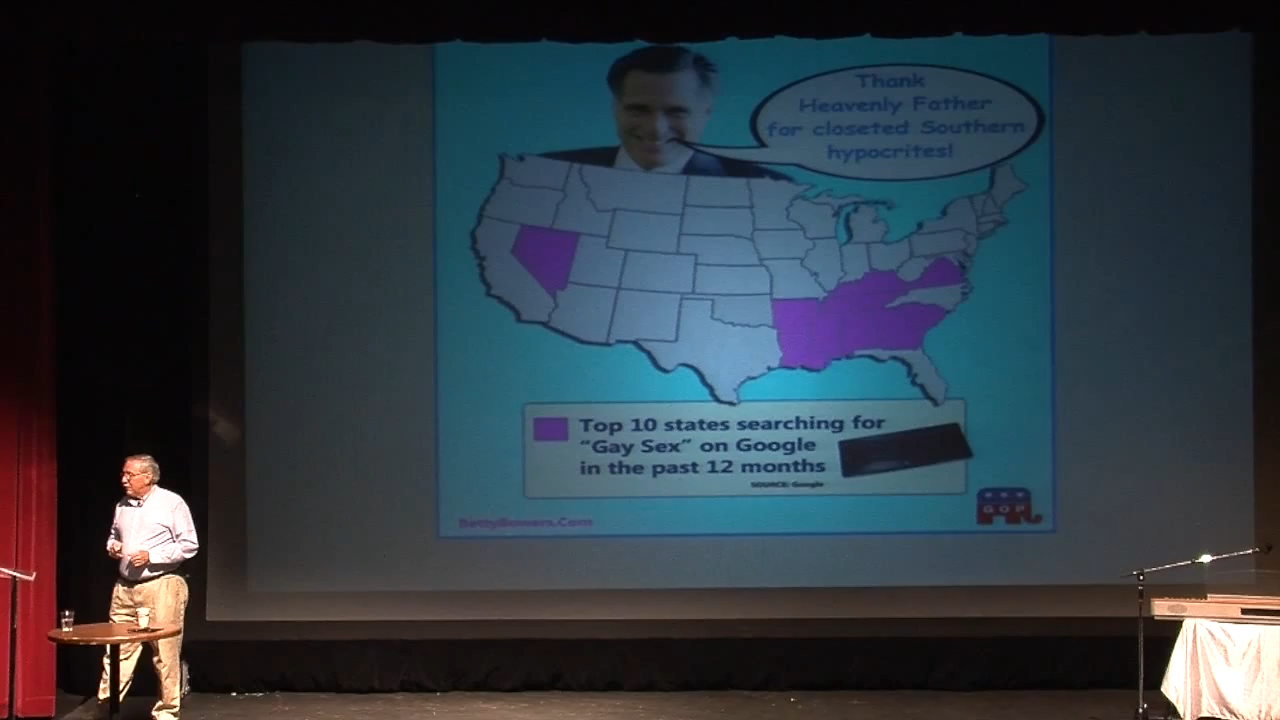 Thank
Heavenly Father
for closeted Southern
hypocrites!
Top 10 states searching for
"Gay Sex" on Google
in the past 12 months
SOURCE: Google
BettyBowers.Com
GOP